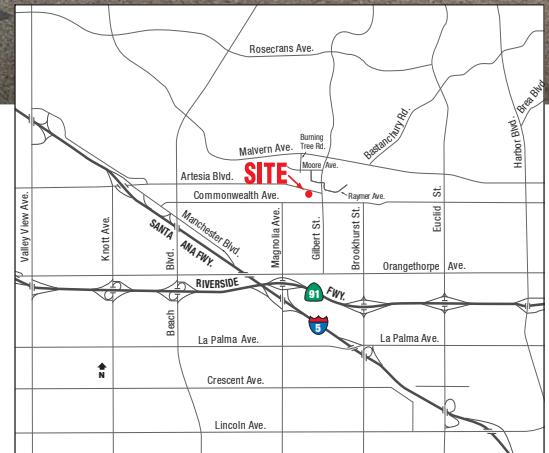 Rosecrans Ave.
Bastanchury Rd.
Brea Blvd
Harbor Blvd.
Burning
Tree Rd.
Malvern Ave.
Moore Ave.
Artesia Blvd.
SITE
Commonwealth Ave.
Raymer Ave.
Valley View Ave.
Knott Ave.
Beach Blvd.
Manchester Blvd.
SANTA ANA FWY.
Magnolia Ave.
Gilbert St.
Brookhurst St.
Euclid St.
Orangethorpe Ave.
RIVERSIDE FWY.
91
5
La Palma Ave.
La Palma Ave.
N
Crescent Ave.
Lincoln Ave.